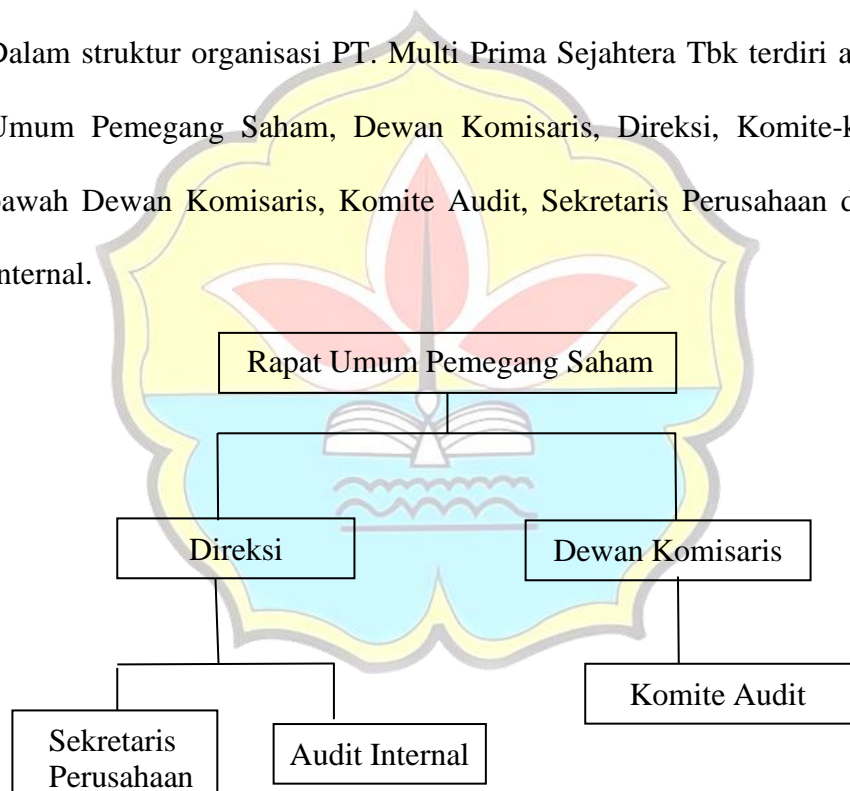 Dalam struktur organisasi PT. Multi Prima Sejahtera Tbk terdiri a
Umum Pemegang Saham, Dewan Komisaris, Direksi, Komite-k
bawah Dewan Komisaris, Komite Audit, Sekretaris Perusahaan d
Internal.
Rapat Umum Pemegang Saham
Direksi
Dewan Komisaris
Komite Audit
Sekretaris
Perusahaan
Audit Internal